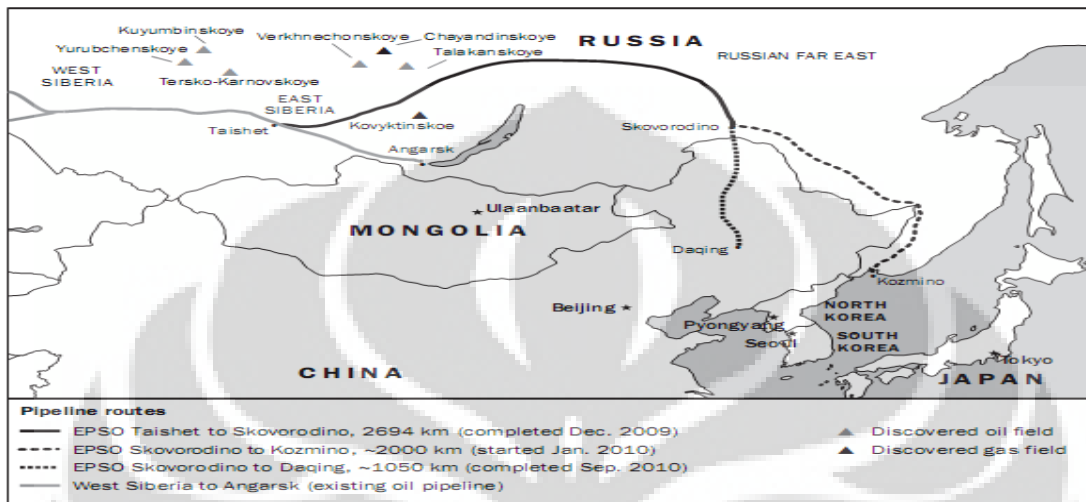 Kuyumbinskoye
Verkhnechonskoye
Chayandinskoye
Yurubchenskoye
Talakanskoye
RUSSIA
RUSSIAN FAR EAST
WEST
SIBERIA
Tersko-Karnovskoye
EAST
SIBERIA
Taishet
Kovyktinskoe
Skovorodino
Angarsk
Ulaanbaatar
MONGOLIA
Daqing
Kozmino
Beijing
NORTH
KOREA
Pyongyang
SOUTH
KOREA
Seoul
Tokyo
CHINA
JAPAN
Pipeline routes
EPSO Taishet to Skovorodino, 2694 km (completed Dec. 2009)
EPSO Skovorodino to Kozmino, ~2000 km (started Jan. 2010)
EPSO Skovorodino to Daqing, ~1050 km (completed Sep. 2010)
West Siberia to Angarsk (existing oil pipeline)
Discovered oil field
Discovered gas field